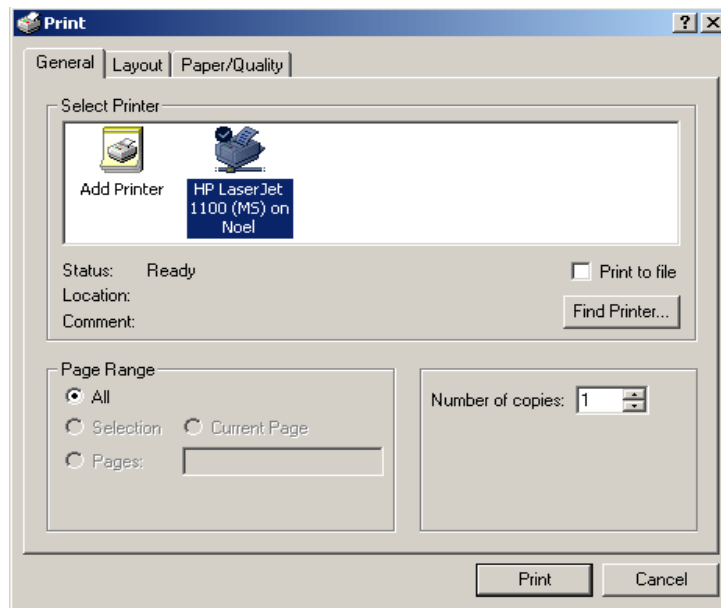 Print
General Layout Paper/Quality
Select Printer
Add Printer
HP LaserJet
1100 (MS) on
Noel
Status: Ready
Print to file
Location:
Find Printer...
Comment:
Page Range
All
Selection Current Page
Pages:
Number of copies: 1
Print Cancel